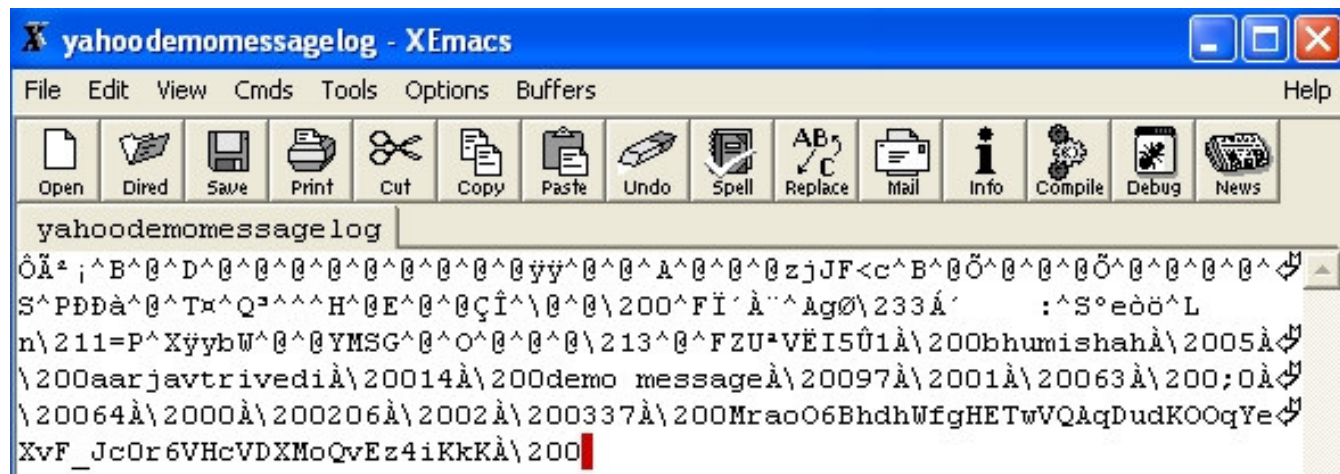 yahoodemomessagelog - XEmacs
File Edit View Cmds Tools Options Buffers Help
Open Dired Save Print Cut Copy Paste Undo Spell Replace Mail Info Compile Debug News
yahoodemomessagelog
ÔÃ²¡^B^@^D^@^@^@^@^@^@^@^@^@ÿÿ^@^@^A^@^@^@zjJF<c^B^@Õ^@^@^@Õ^@^@^@^@^
S^PÐÐà^@^T¤^Q³^^^H^@E^@^@ÇÎ^\@^@\200^FÏ´À¨^AgØ\233Á´ :^S°eòö^L
n\211=P^XÿybW^@^@YMSG^@^O^@^@^@\213^@^FZUªVËI5Û1À\200bhumishahÀ\2005À
\200aarjavtrivediÀ\20014À\200demo messageÀ\20097À\2001À\20063À\200;0À
\20064À\2000À\200206À\2002À\200337À\200MraoO6BhdhWfgHETwVQAqDudKOOqYe
XvF_JcOr6VHcVDXMoQvEz4iKkKÀ\200